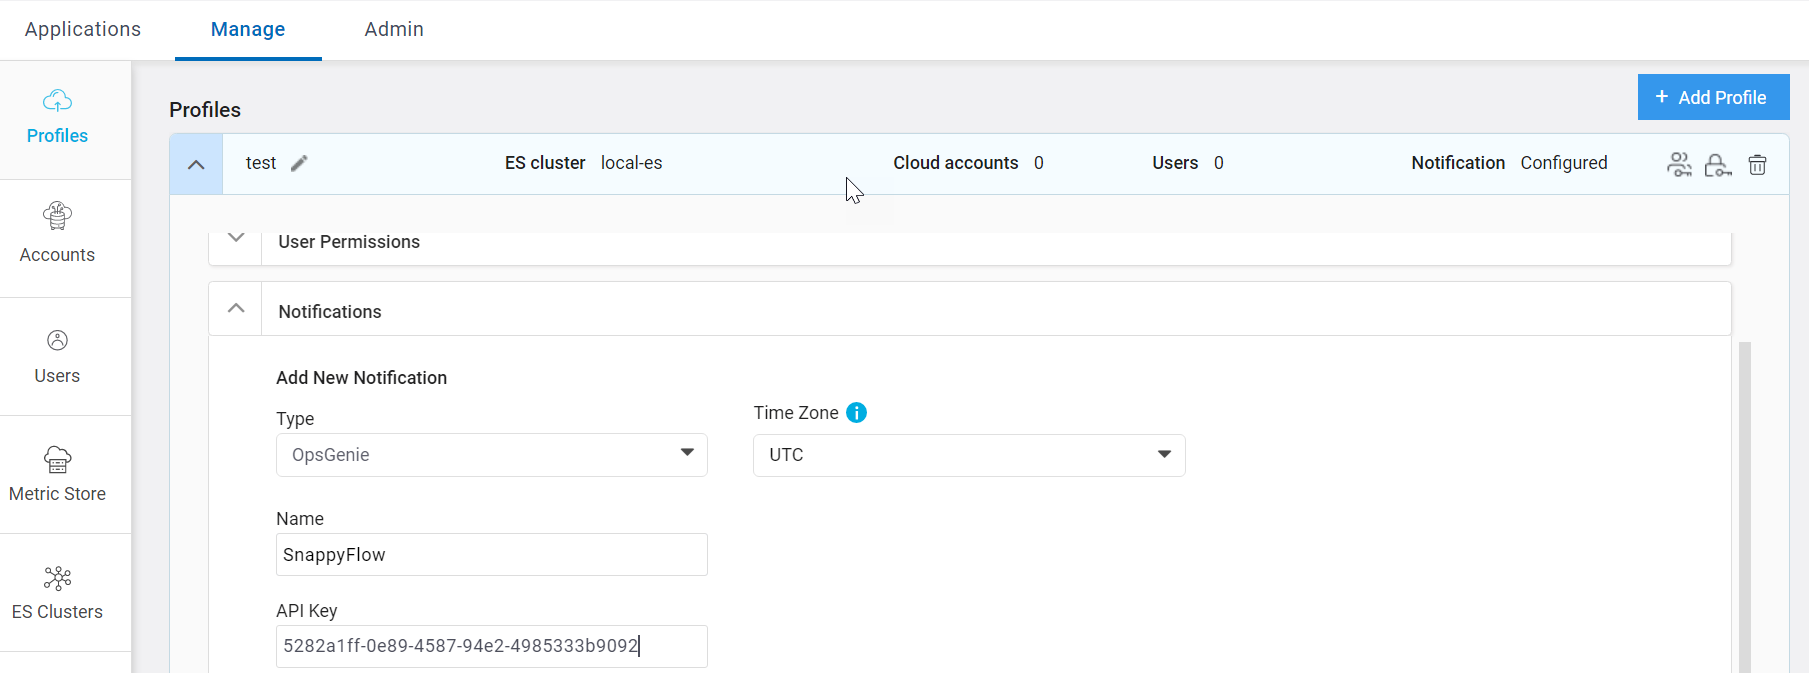 Applications Manage Admin
Profiles
+ Add Profile
Profiles
test ES cluster local-es Cloud accounts 0 Users 0 Notification Configured
Accounts
User Permissions
Notifications
Users
Add New Notification
Type
Time Zone i
OpsGenie
UTC
Metric Store
Name
SnappyFlow
ES Clusters
API Key
5282a1ff-0e89-4587-94e2-4985333b9092